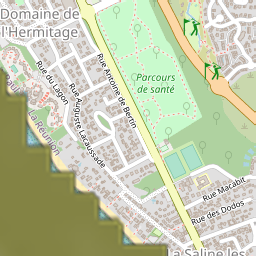 Domaine de
l'Hermitage
Rue Antoine de Bertin
Parcours
de santé
Rue du Lagon
Rue Auguste Lacaussade
La Réunion
Rue Macabit
Rue des Dodos
La Saline les